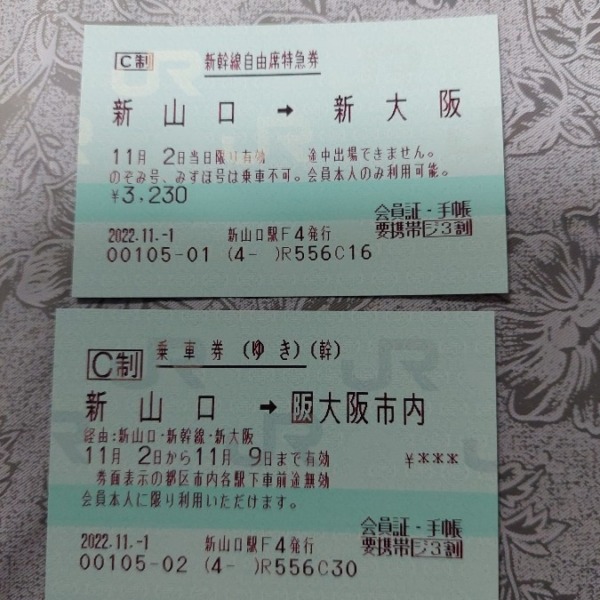 C制 新幹線自由席特急券
新山口 → 新大阪
11月 2日当日限り有効 途中出場できません。
のぞみ号、みずほ号は乗車不可。会員本人のみ利用可能。
¥3,230
会員証・手帳
要携帯ジ3割
2022.11.-1 新山口駅F4発行
00105-01 (4- )R556C16
C制 乗車券(ゆき)(幹)
新山口 → 阪大阪市内
経由:新山口・新幹線・新大阪
11月 2日から11月 9日まで有効 ¥***
券面表示の都区市内各駅下車前途無効
会員本人に限り利用いただけます。
会員証・手帳
要携帯ジ3割
2022.11.-1 新山口駅F4発行
00105-02 (4- )R556C30